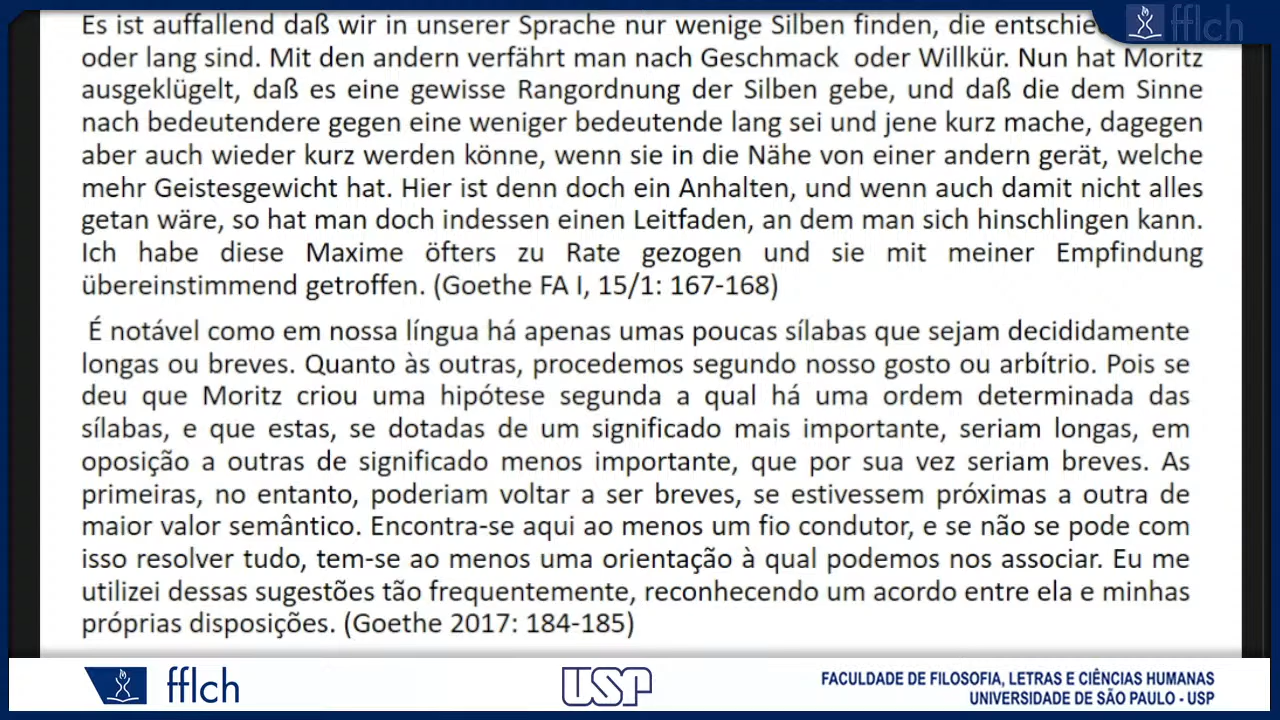 Es ist auffallend daß wir in unserer Sprache nur wenige Silben finden, die
fflch
oder lang sind. Mit den andern verfährt man nach Geschmack oder Willkür. Nun hat Moritz
ausgeklügelt, daß es eine gewisse Rangordnung der Silben gebe, und daß die dem Sinne
nach bedeutendere gegen eine weniger bedeutende lang sei und jene kurz mache, dagegen
aber auch wieder kurz werden könne, wenn sie in die Nähe von einer andern gerät, welche
mehr Geistesgewicht hat. Hier ist denn doch ein Anhalten, und wenn auch damit nicht alles
getan wäre, so hat man doch indessen einen Leitfaden, an dem man sich hinschlingen kann.
Ich habe diese Maxime öfters zu Rate gezogen und sie mit meiner Empfindung
übereinstimmend getroffen. (Goethe FA I, 15/1: 167-168)
É notável como em nossa língua há apenas umas poucas sílabas que sejam decididamente
longas ou breves. Quanto às outras, procedemos segundo nosso gosto ou arbítrio. Pois se
deu que Moritz criou uma hipótese segunda a qual há uma ordem determinada das
sílabas, e que estas, se dotadas de um significado mais importante, seriam longas, em
oposição a outras de significado menos importante, que por sua vez seriam breves. As
primeiras, no entanto, poderiam voltar a ser breves, se estivessem próximas a outra de
maior valor semântico. Encontra-se aqui ao menos um fio condutor, e se não se pode com
isso resolver tudo, tem-se ao menos uma orientação à qual podemos nos associar. Eu me
utilizei dessas sugestões tão frequentemente, reconhecendo um acordo entre ela e minhas
próprias disposições. (Goethe 2017: 184-185)
fflch
USP
FACULDADE DE FILOSOFIA, LETRAS E CIÊNCIAS HUMANAS
UNIVERSIDADE DE SÃO PAULO - USP